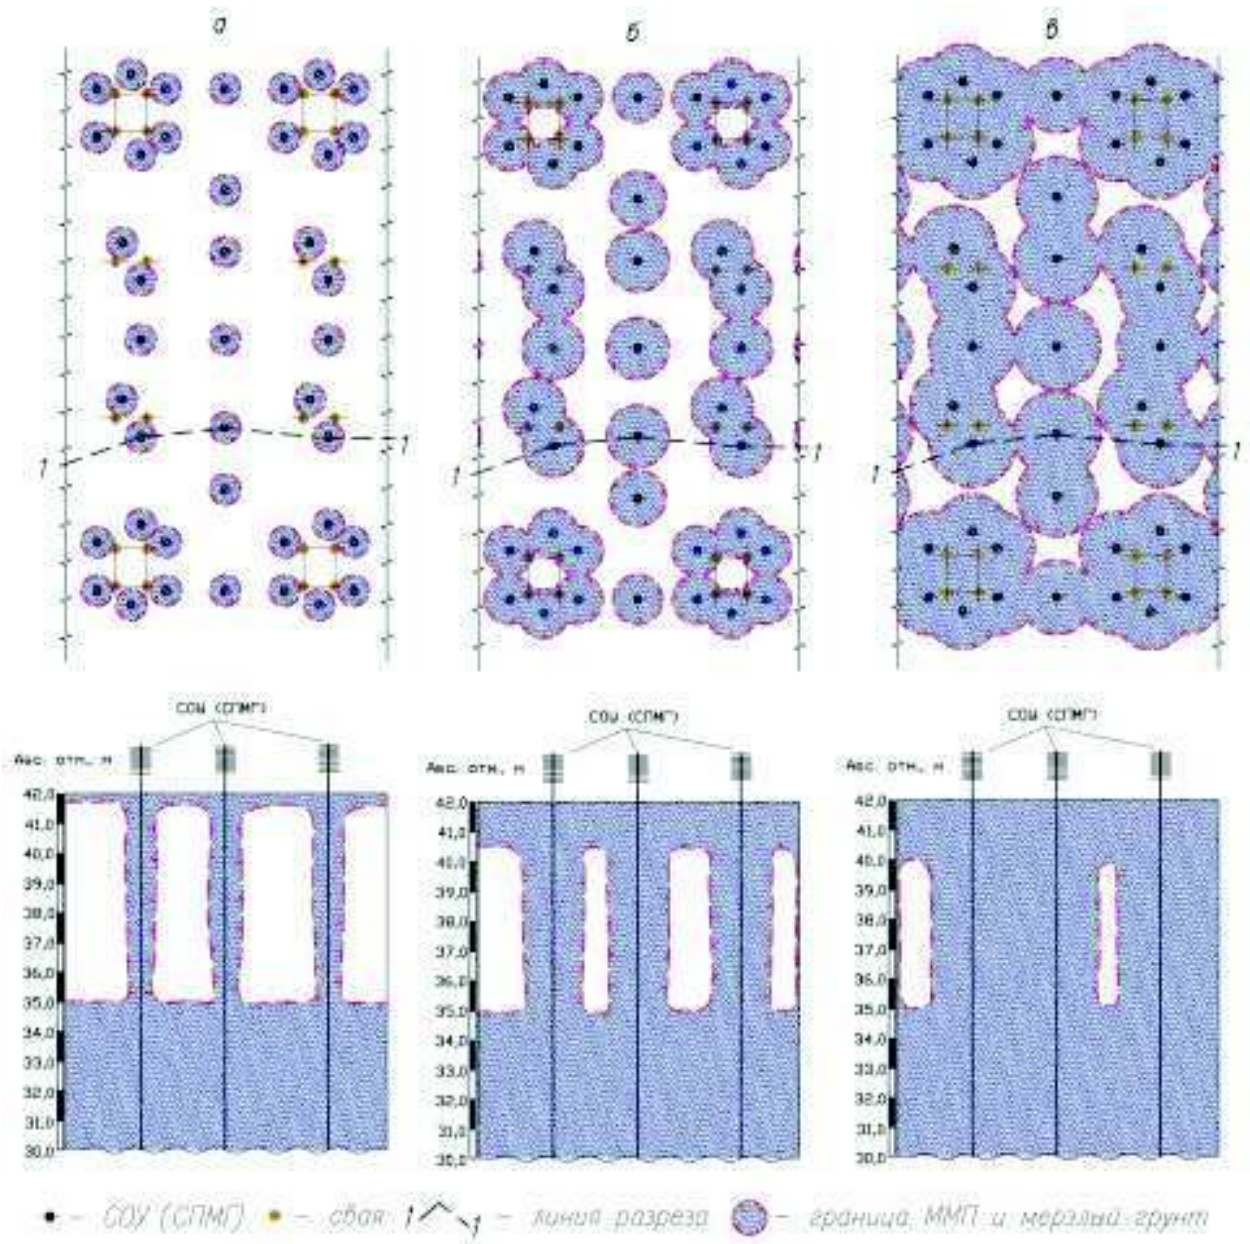 а б в
1 1 1 1 1 1
СОУ (СПМГ) СОУ (СПМГ) СОУ (СПМГ)
Абс. отм., м Абс. отм., м Абс. отм., м
42,0 42,0 42,0
41,0 41,0 41,0
40,0 40,0 40,0
39,0 39,0 39,0
38,0 38,0 38,0
37,0 37,0 37,0
36,0 36,0 36,0
35,0 35,0 35,0
34,0 34,0 34,0
33,0 33,0 33,0
32,0 32,0 32,0
31,0 31,0 31,0
30,0 30,0 30,0
- СОУ (СПМГ) - свая 1 1 - линия разреза - граница ММП и мерзлый грунт